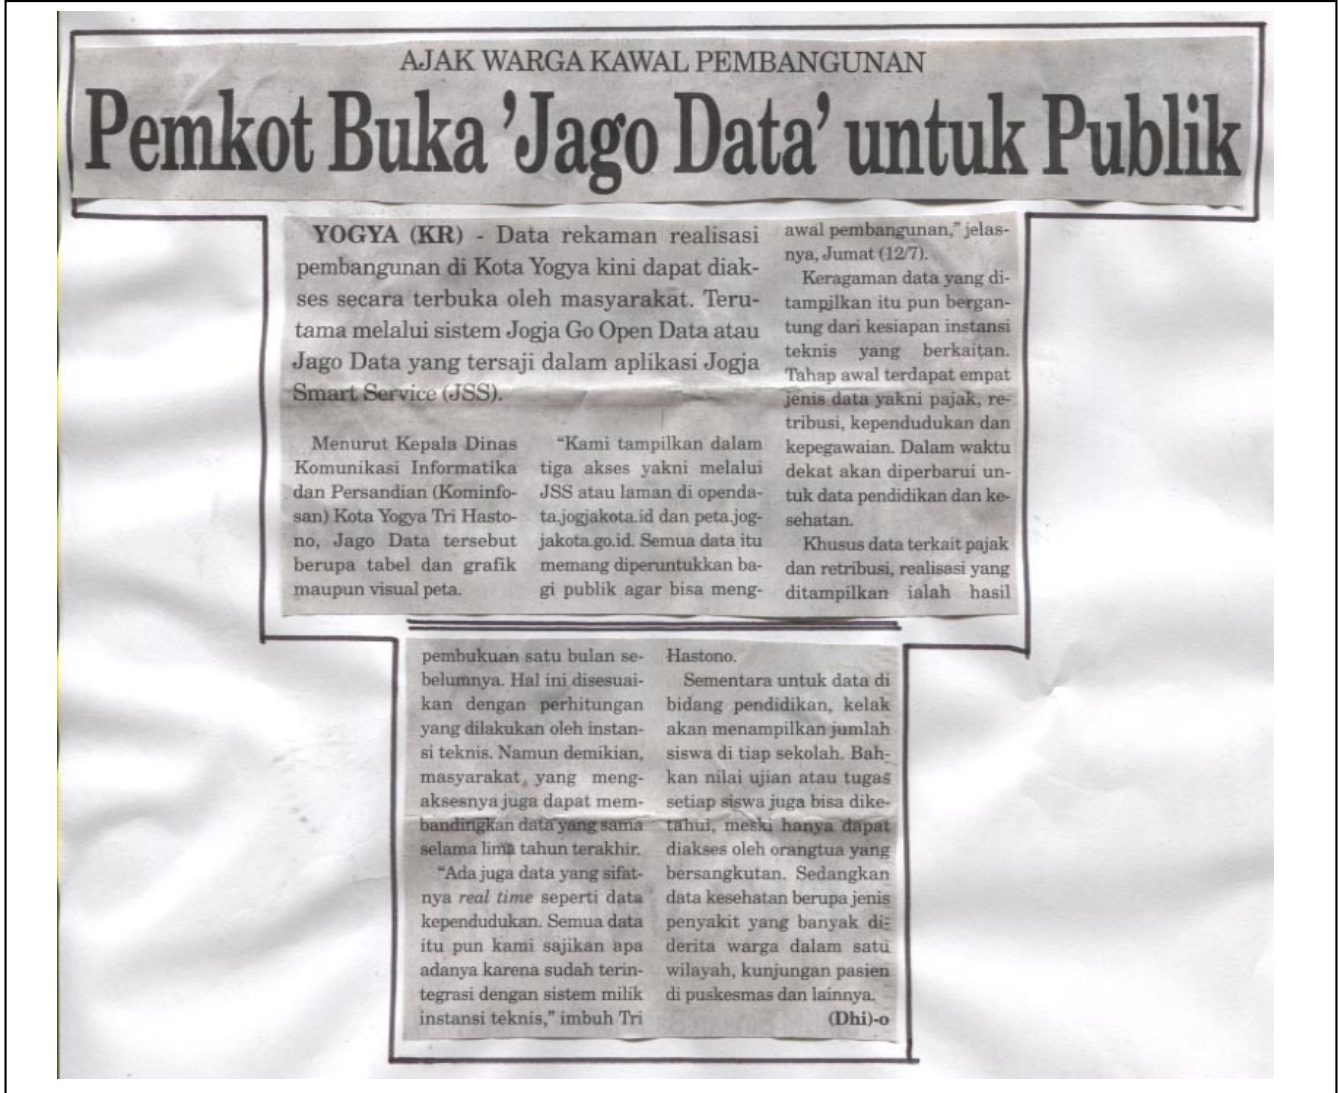 AJAK WARGA KAWAL PEMBANGUNAN
Pemkot Buka 'Jago Data' untuk Publik
YOGYA (KR) - Data rekaman realisasi
pembangunan di Kota Yogya kini dapat diak-
ses secara terbuka oleh masyarakat. Teru-
tama melalui sistem Jogja Go Open Data atau
Jago Data yang tersaji dalam aplikasi Jogja
Smart Service (JSS).
Menurut Kepala Dinas
Komunikasi Informatika
dan Persandian (Kominfo-
san) Kota Yogya Tri Hasto-
no, Jago Data tersebut
berupa tabel dan grafik
maupun visual peta.
"Kami tampilkan dalam
tiga akses yakni melalui
JSS atau laman di openda-
ta.jogjakota.id dan peta.jog-
jakota.go.id. Semua data itu
memang diperuntukkan ba-
gi publik agar bisa meng-
awal pembangunan," jelas-
nya, Jumat (12/7).
Keragaman data yang di-
tampilkan itu pun bergan-
tung dari kesiapan instansi
teknis yang berkaitan.
Tahap awal terdapat empat
jenis data yakni pajak, re-
tribusi, kependudukan dan
kepegawaian. Dalam waktu
dekat akan diperbarui un-
tuk data pendidikan dan ke-
sehatan.
Khusus data terkait pajak
dan retribusi, realisasi yang
ditampilkan ialah hasil
pembukuan satu bulan se-
belumnya. Hal ini disesuai-
kan dengan perhitungan
yang dilakukan oleh instan-
si teknis. Namun demikian,
masyarakat yang meng-
aksesnya juga dapat mem-
bandingkan data yang sama
selama lima tahun terakhir.
"Ada juga data yang sifat-
nya real time seperti data
kependudukan. Semua data
itu pun kami sajikan apa
adanya karena sudah terin-
tegrasi dengan sistem milik
instansi teknis," imbuh Tri
Hastono.
Sementara untuk data di
bidang pendidikan, kelak
akan menampilkan jumlah
siswa di tiap sekolah. Bah-
kan nilai ujian atau tugas
setiap siswa juga bisa dike-
tahui, meski hanya dapat
diakses oleh orangtua yang
bersangkutan. Sedangkan
data kesehatan berupa jenis
penyakit yang banyak di-
derita warga dalam satu
wilayah, kunjungan pasien
di puskesmas dan lainnya.
(Dhi)-o